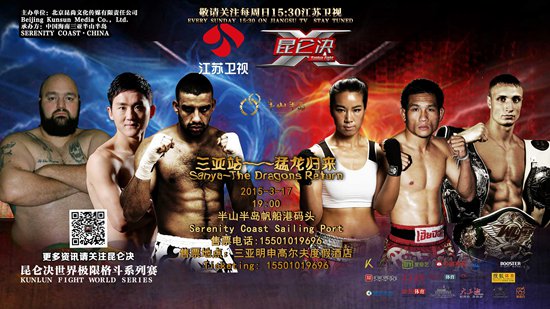 主办单位：北京昆尚文化传媒有限责任公司
Beijing Kunsun Media Co., Ltd.
承办方：中国海南三亚半山半岛
SERENITY COAST·CHINA
敬请关注每周日15:30江苏卫视
EVERY SUNDAY 15:30 ON JIANGSU TV STAY TUNED
江苏卫视
昆仑决
Kunlun Fight
三亚站——猛龙归来
Sanya-The Dragons Return
2015-3-17
19:00
半山半岛帆船港码头
Serenity Coast Sailing Port
售票电话:15501019696
售票地点：三亚明申高尔夫度假酒店
Ticketing: 15501019696
更多资讯请关注昆仑决
昆仑决世界极限格斗系列赛
KUNLUN FIGHT WORLD SERIES
BOOSTER